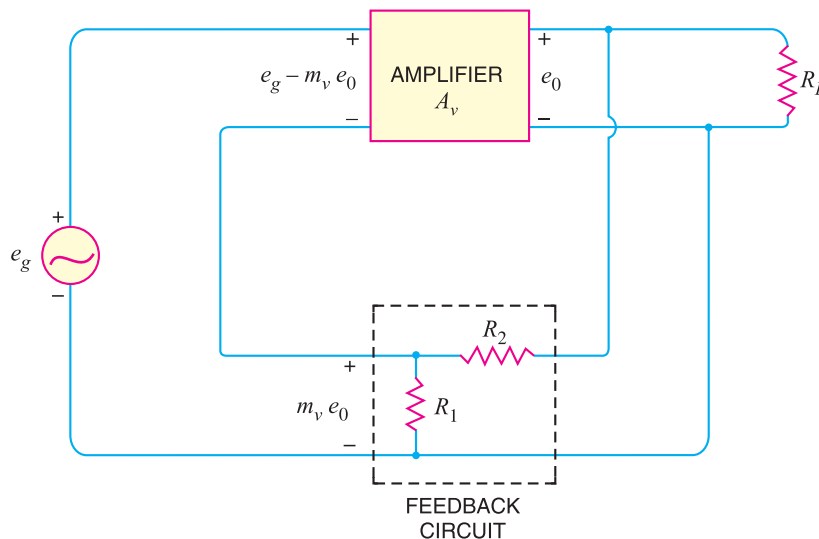 +
+
e_g – m_v e_0
AMPLIFIER
A_v
e_0
–
–
+
e_g
–
R_2
+
m_v e_0
R_1
–
FEEDBACK
CIRCUIT